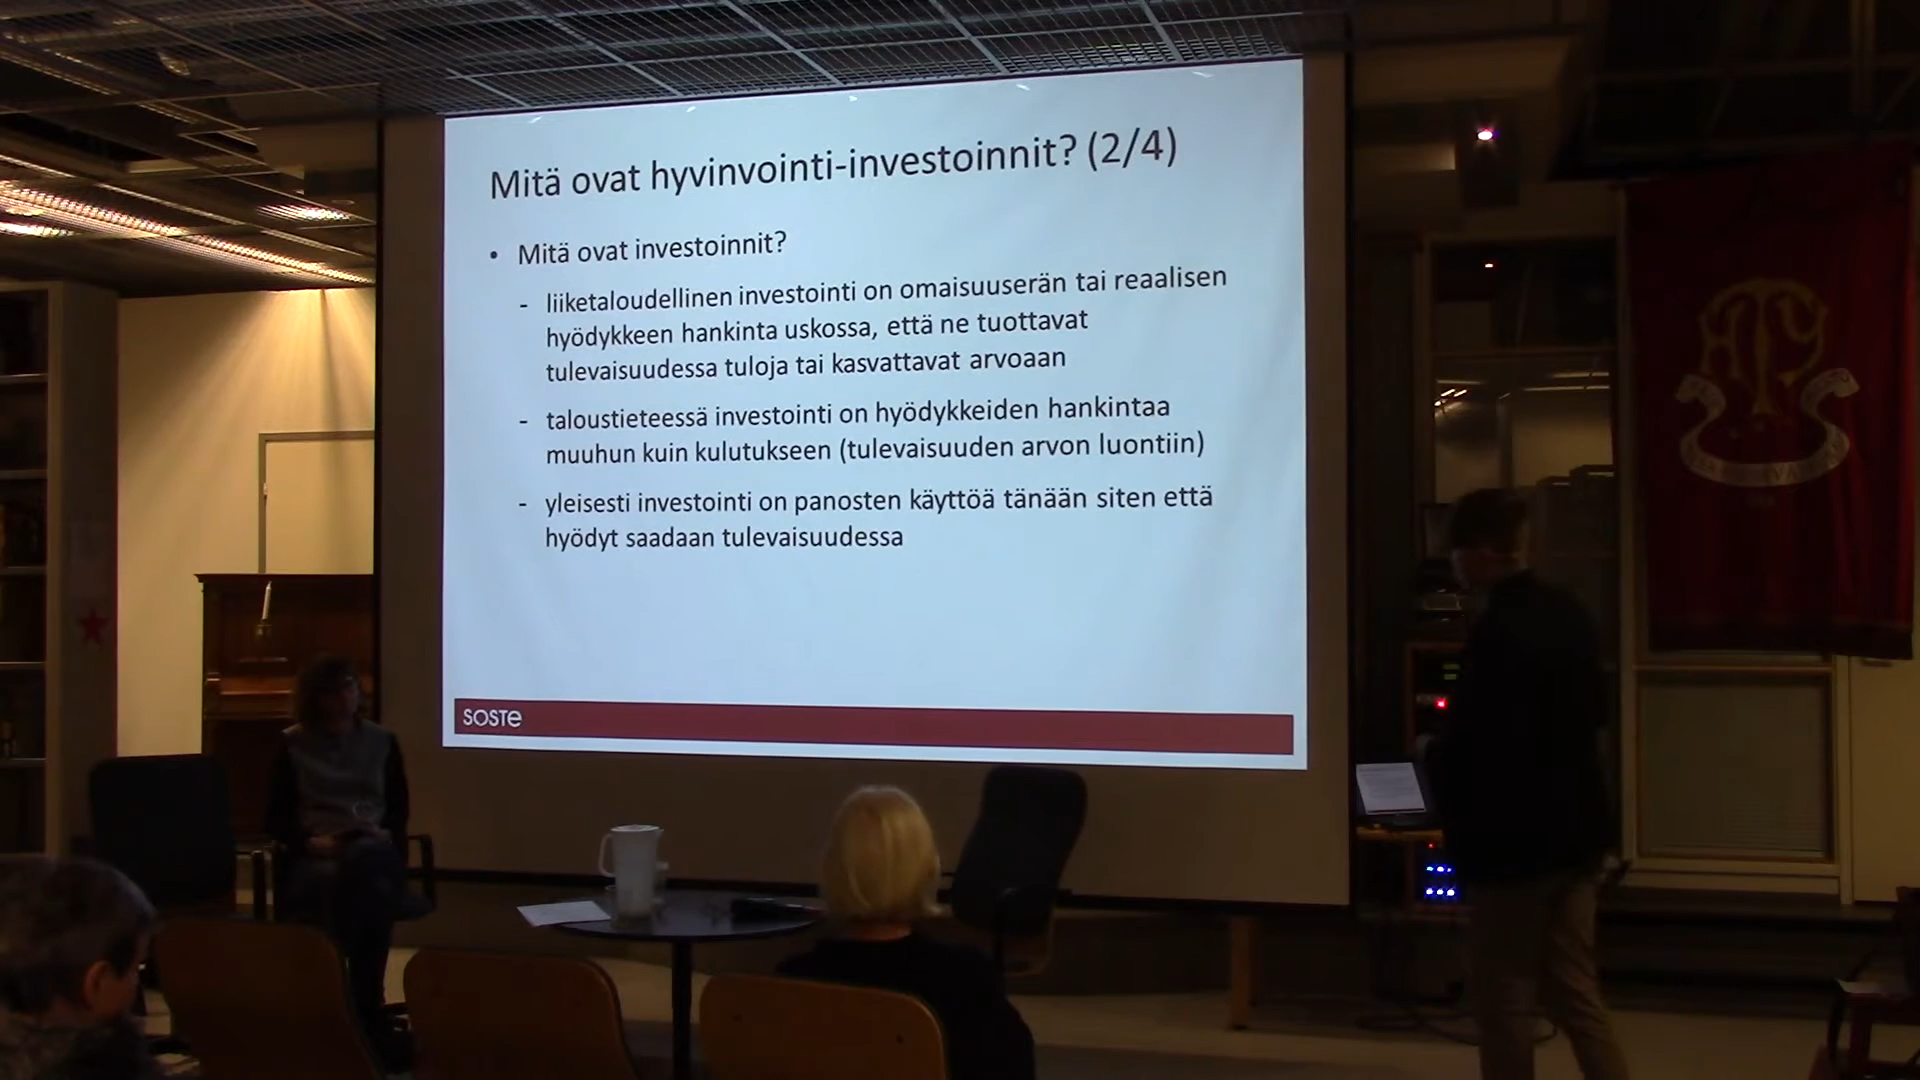 Mitä ovat hyvinvointi-investoinnit? (2/4)
• Mitä ovat investoinnit?
- liiketaloudellinen investointi on omaisuuserän tai reaalisen
hyödykkeen hankinta uskossa, että ne tuottavat
tulevaisuudessa tuloja tai kasvattavat arvoaan
- taloustieteessä investointi on hyödykkeiden hankintaa
muuhun kuin kulutukseen (tulevaisuuden arvon luontiin)
- yleisesti investointi on panosten käyttöä tänään siten että
hyödyt saadaan tulevaisuudessa
SOSTE